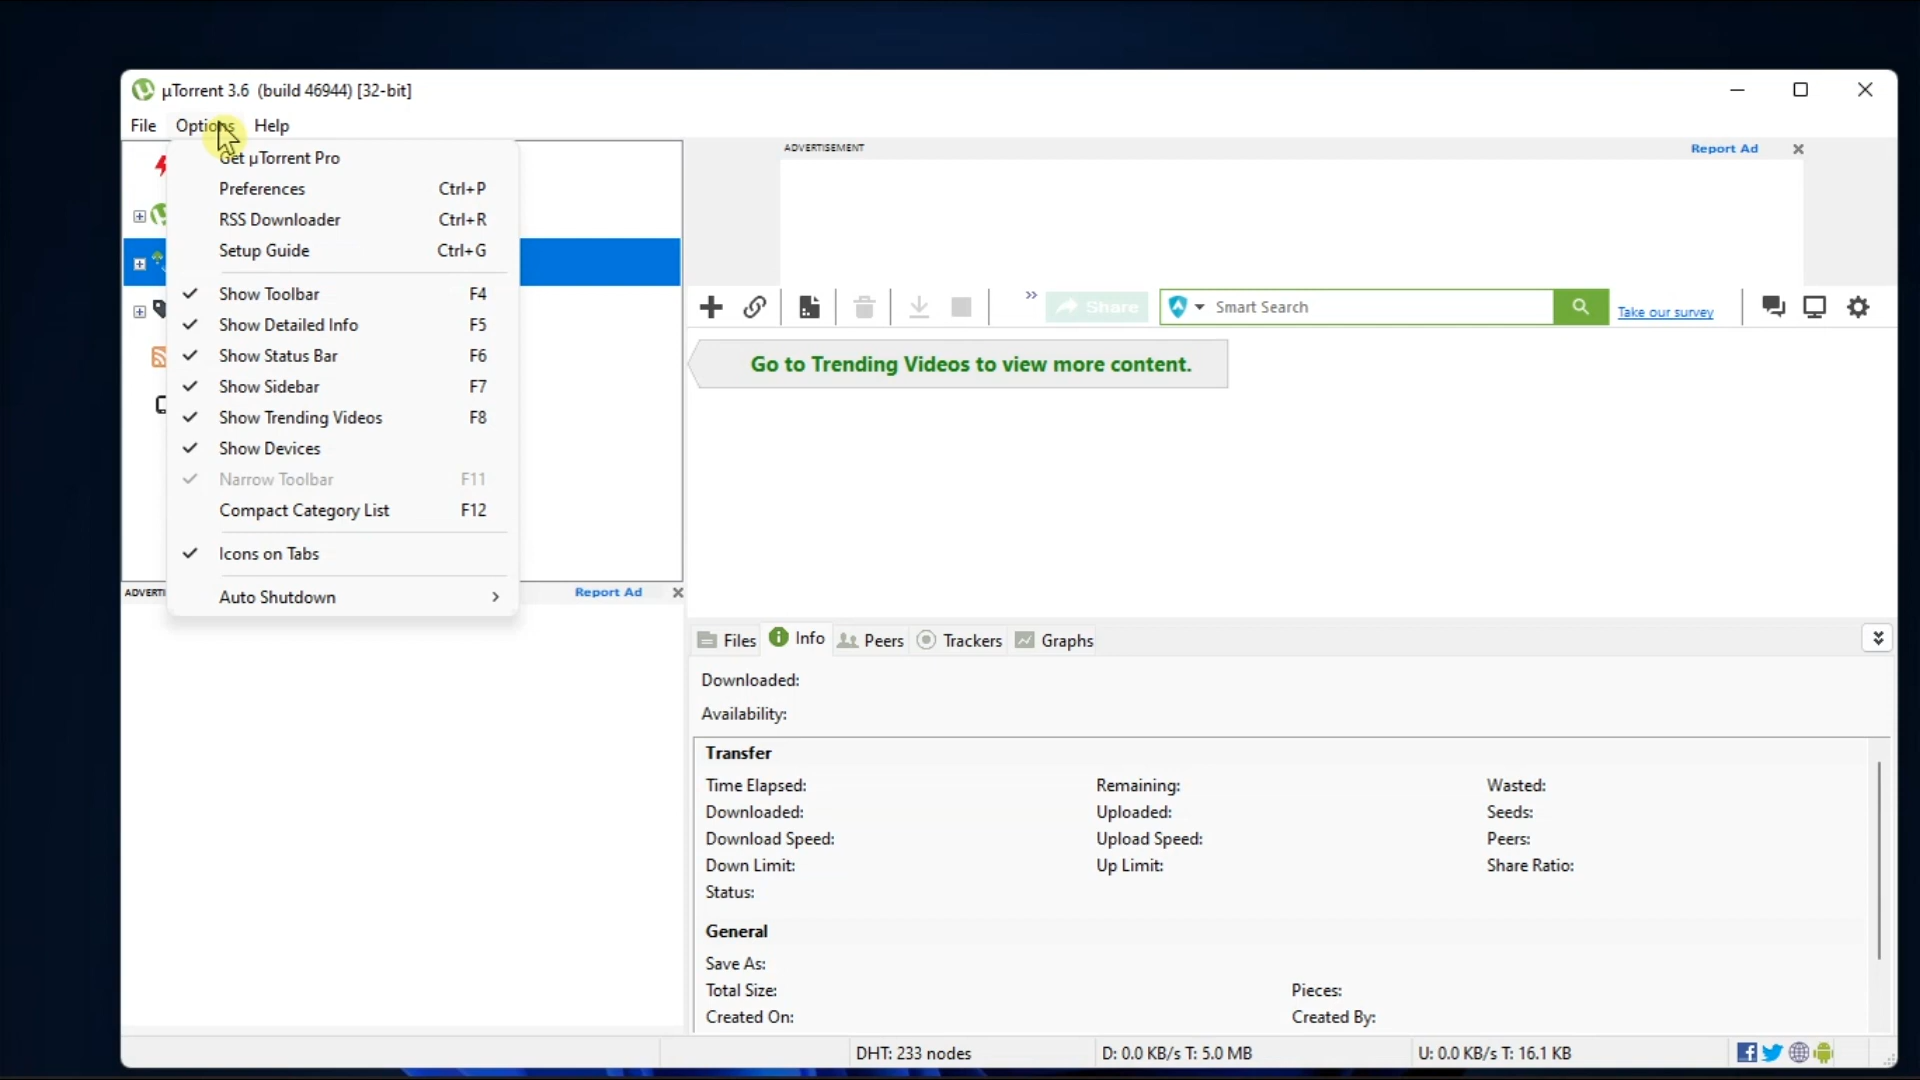 µTorrent 3.6 (build 46944) [32-bit]
File Options Help
Get µTorrent Pro
Preferences Ctrl+P
RSS Downloader Ctrl+R
Setup Guide Ctrl+G
Show Toolbar F4
Show Detailed Info F5
Show Status Bar F6
Show Sidebar F7
Show Trending Videos F8
Show Devices
Narrow Toolbar F11
Compact Category List F12
Icons on Tabs
Auto Shutdown
ADVERTI
Report Ad
ADVERTISEMENT
Report Ad
Share
Smart Search
Take our survey
Go to Trending Videos to view more content.
Files Info Peers Trackers Graphs
Downloaded:
Availability:
Transfer
Time Elapsed: Remaining: Wasted:
Downloaded: Uploaded: Seeds:
Download Speed: Upload Speed: Peers:
Down Limit: Up Limit: Share Ratio:
Status:
General
Save As:
Total Size: Pieces:
Created On: Created By:
DHT: 233 nodes D: 0.0 KB/s T: 5.0 MB U: 0.0 KB/s T: 16.1 KB